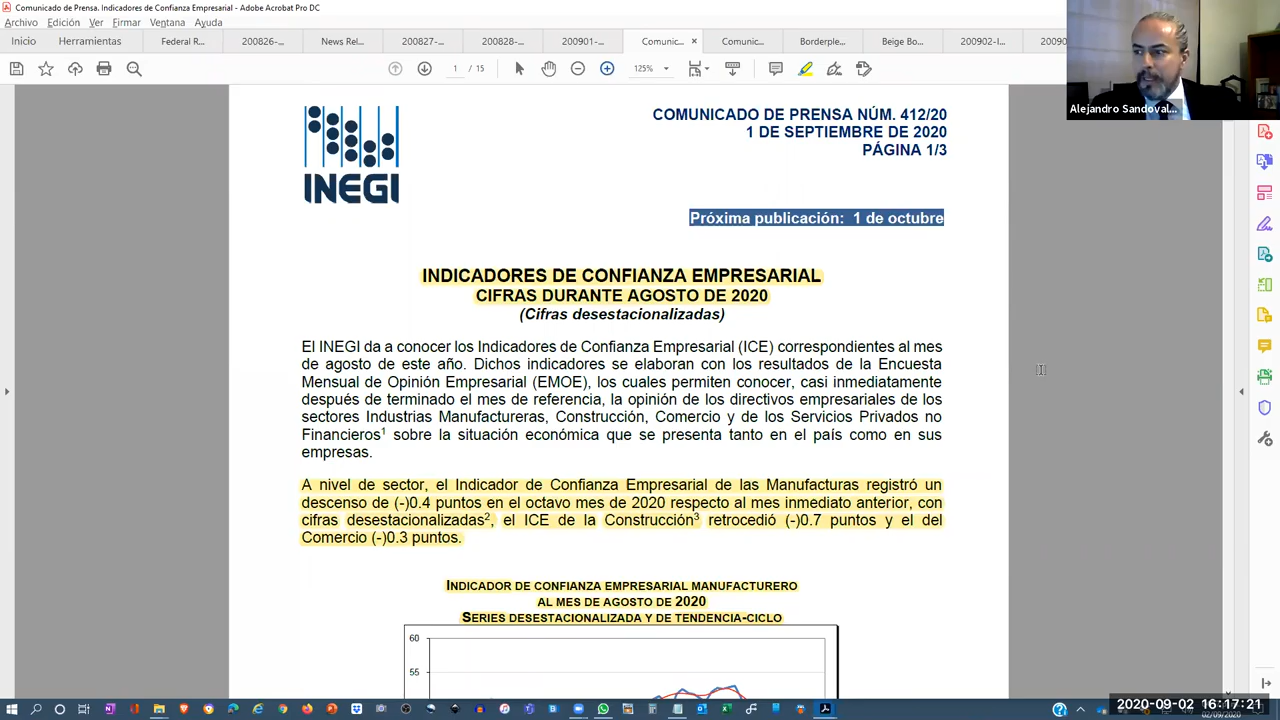 Comunicado de Prensa. Indicadores de Confianza Empresarial - Adobe Acrobat Pro DC
Archivo Edición Ver Firmar Ventana Ayuda
Inicio Herramientas Federal R... 200826-... News Rel... 200827-... 200828-... 200901-... Comunic... × Comunic... Borderple... Beige Bo... 200902-I... 20090
1 / 15 125%
Alejandro Sandoval...
INEGI
COMUNICADO DE PRENSA NÚM. 412/20
1 DE SEPTIEMBRE DE 2020
PÁGINA 1/3
Próxima publicación: 1 de octubre
INDICADORES DE CONFIANZA EMPRESARIAL
CIFRAS DURANTE AGOSTO DE 2020
(Cifras desestacionalizadas)
El INEGI da a conocer los Indicadores de Confianza Empresarial (ICE) correspondientes al mes
de agosto de este año. Dichos indicadores se elaboran con los resultados de la Encuesta
Mensual de Opinión Empresarial (EMOE), los cuales permiten conocer, casi inmediatamente
después de terminado el mes de referencia, la opinión de los directivos empresariales de los
sectores Industrias Manufactureras, Construcción, Comercio y de los Servicios Privados no
Financieros¹ sobre la situación económica que se presenta tanto en el país como en sus
empresas.
A nivel de sector, el Indicador de Confianza Empresarial de las Manufacturas registró un
descenso de (-)0.4 puntos en el octavo mes de 2020 respecto al mes inmediato anterior, con
cifras desestacionalizadas², el ICE de la Construcción³ retrocedió (-)0.7 puntos y el del
Comercio (-)0.3 puntos.
INDICADOR DE CONFIANZA EMPRESARIAL MANUFACTURERO
AL MES DE AGOSTO DE 2020
SERIES DESESTACIONALIZADA Y DE TENDENCIA-CICLO
60
55
2020-09-02 16:17:21
02/09/2020